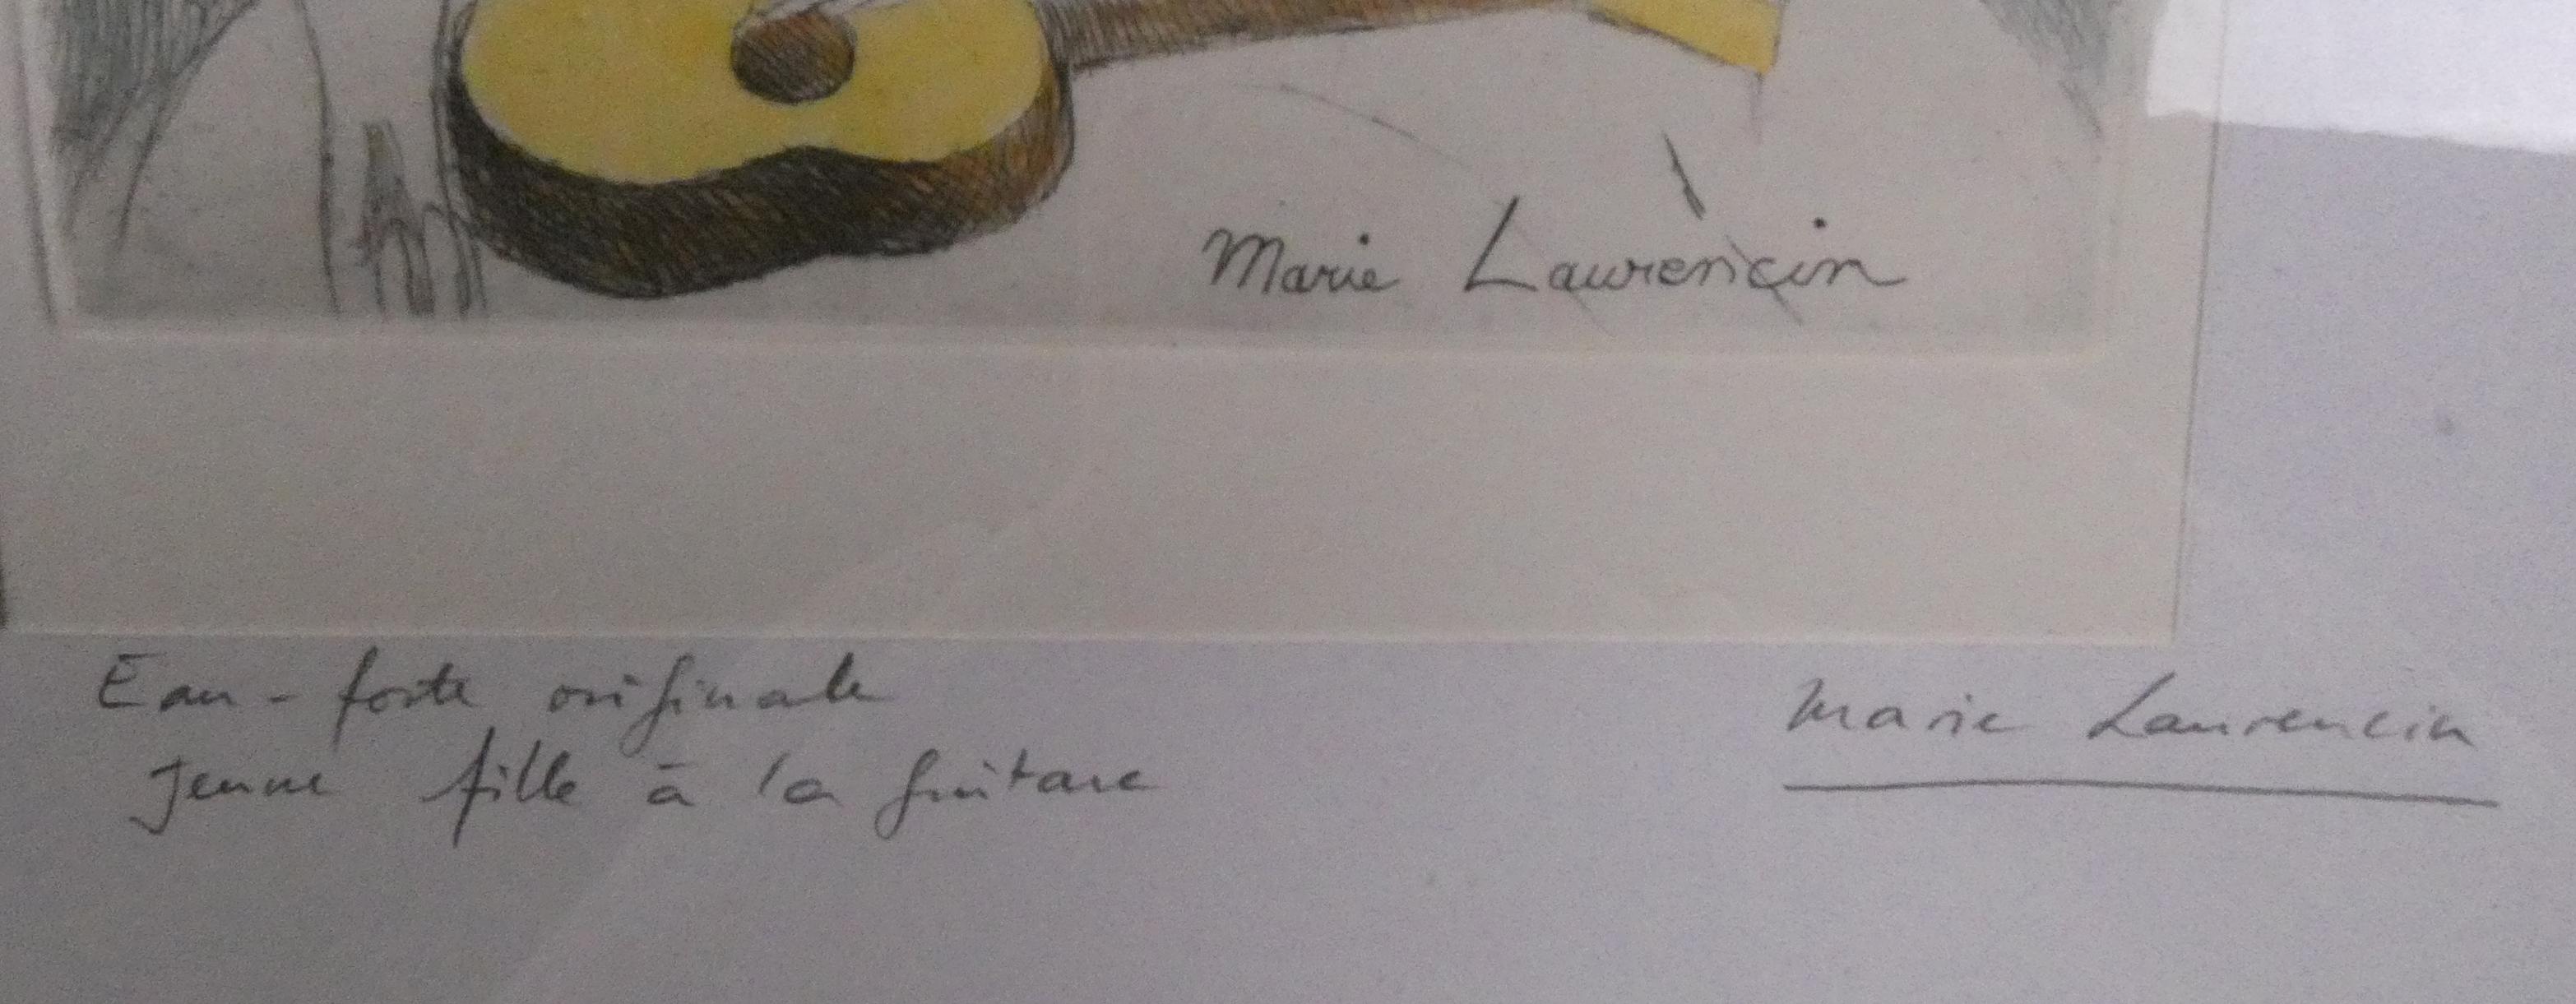 Marie Laurencin
Eau-forte originale
Jeune fille à la guitare
Marie Laurencin